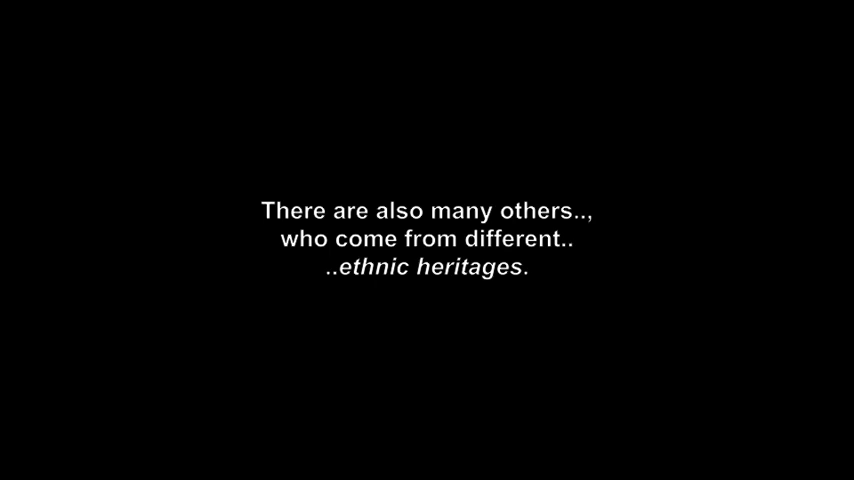 There are also many others..,
who come from different..
..ethnic heritages.